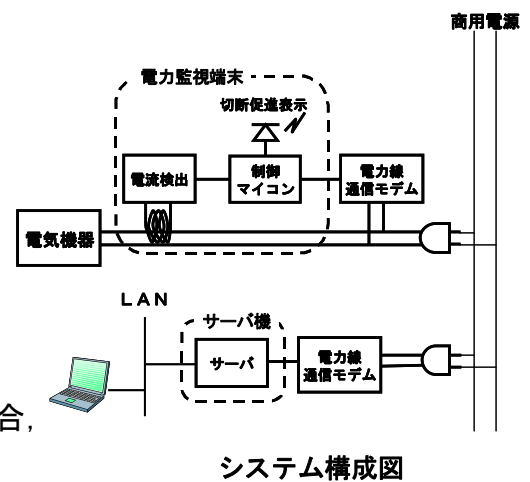 商用電源
電力監視端末
切断促進表示
電流検出
制御
マイコン
電力線
通信モデム
電気機器
LAN
サーバ機
サーバ
電力線
通信モデム
合,
システム構成図